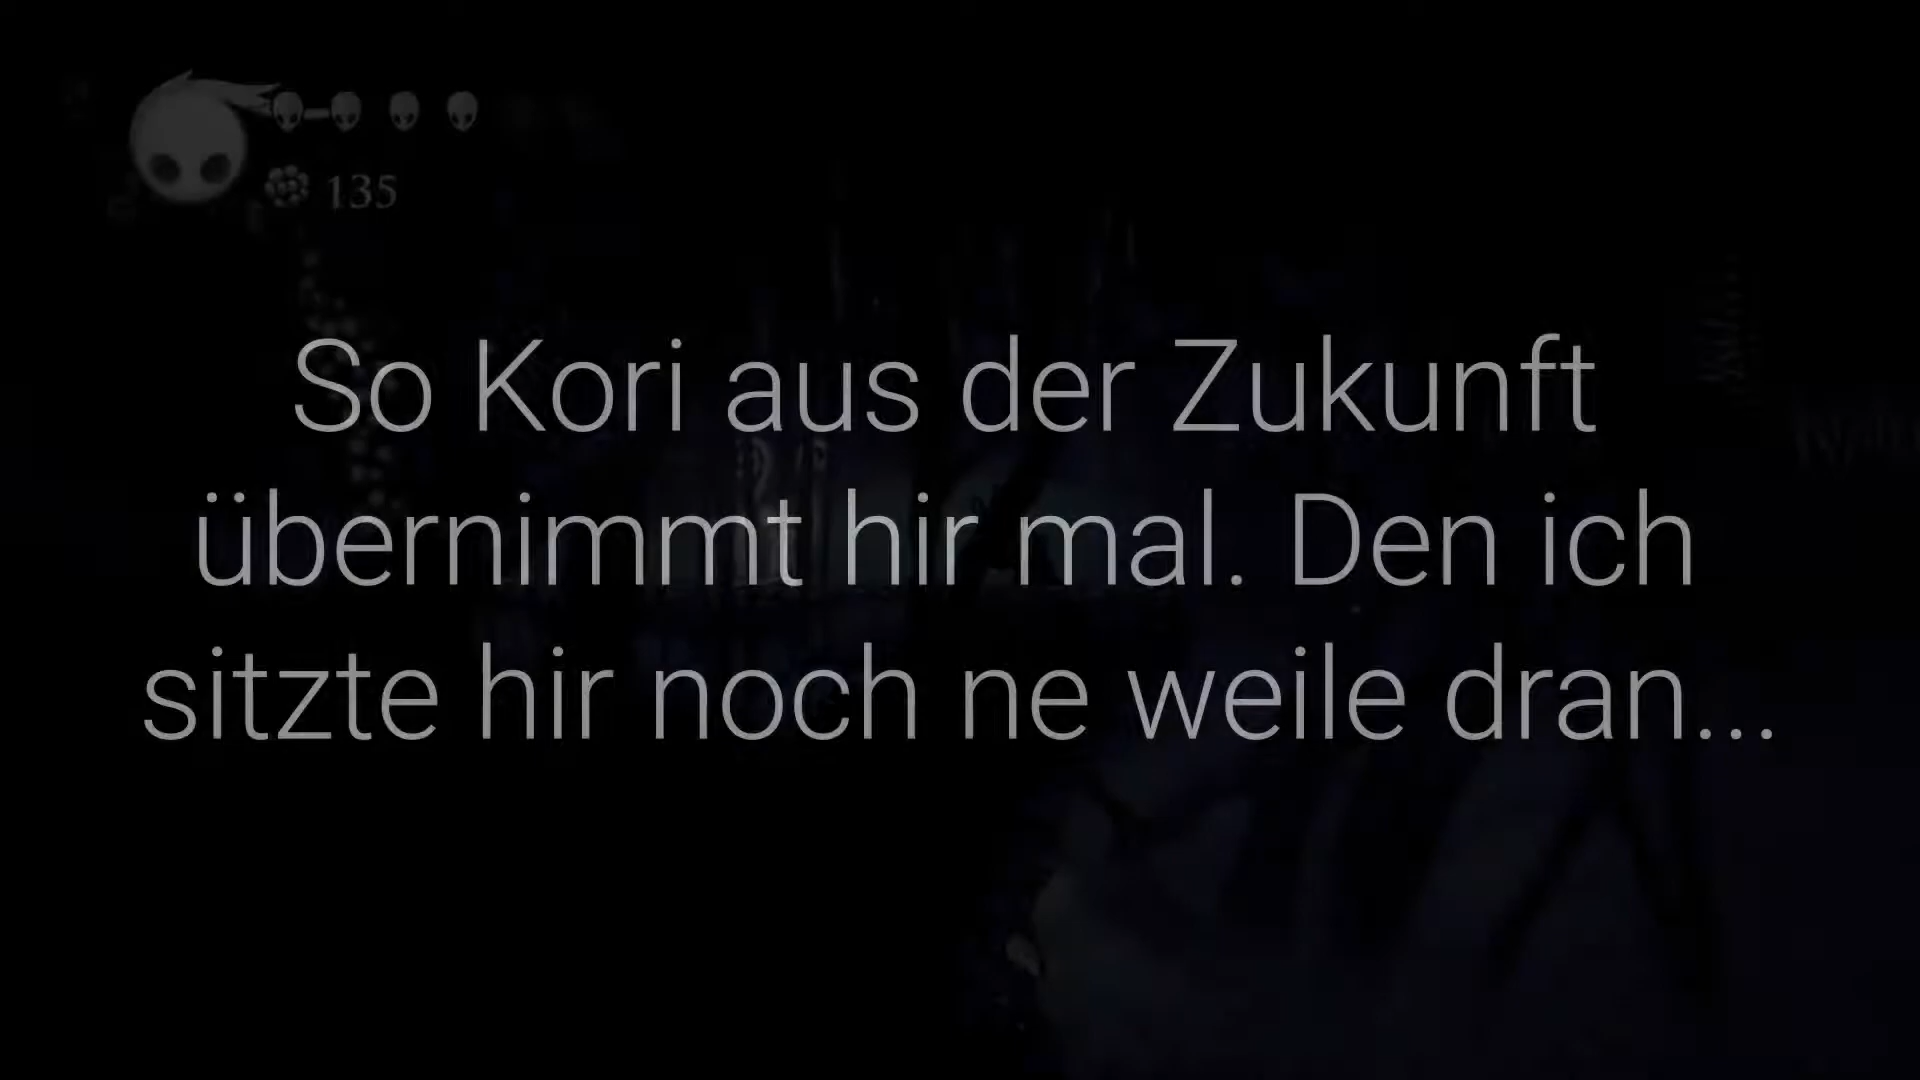 135
So Kori aus der Zukunft
übernimmt hir mal. Den ich
sitzte hir noch ne weile dran...